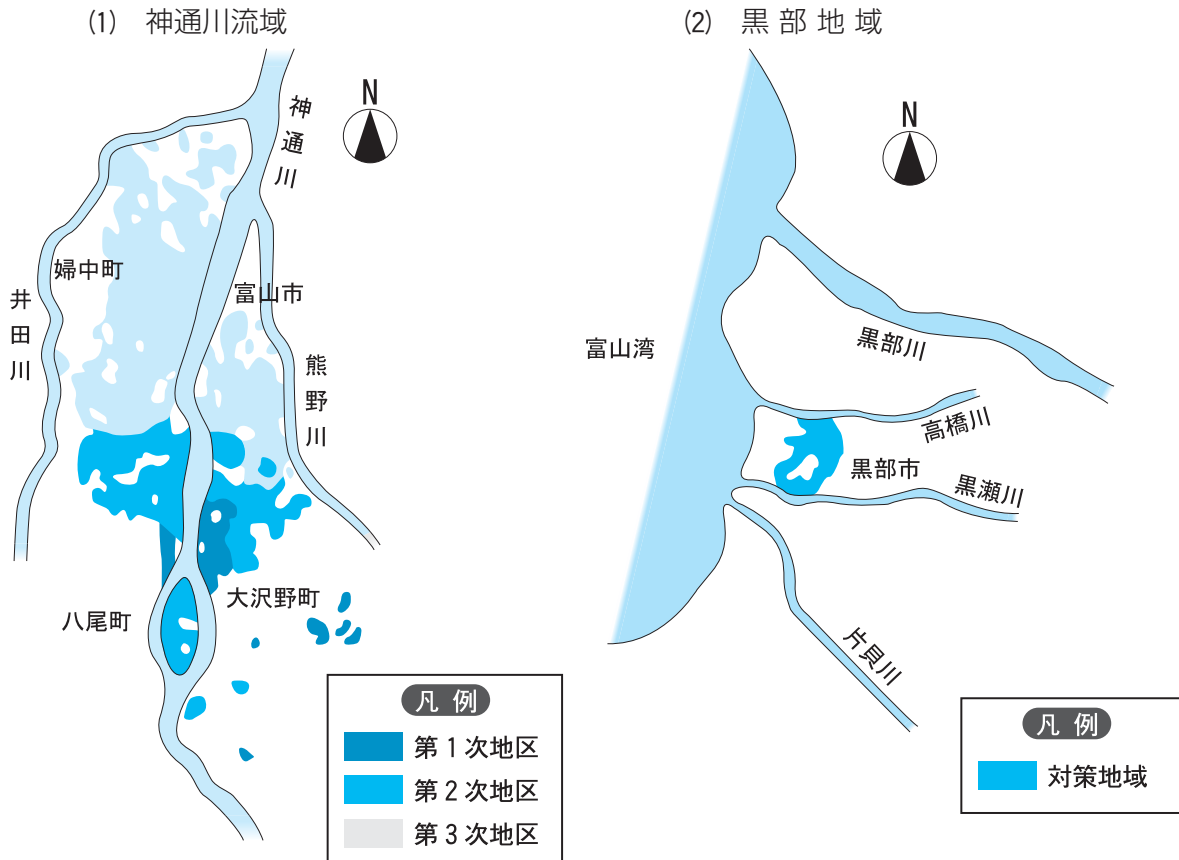 (1) 神通川流域
N
神通川
婦中町
井田川
富山市
熊野川
八尾町
大沢野町
凡例
第1次地区
第2次地区
第3次地区
(2) 黒部地域
N
富山湾
黒部川
高橋川
黒部市
黒瀬川
片貝川
凡例
対策地域